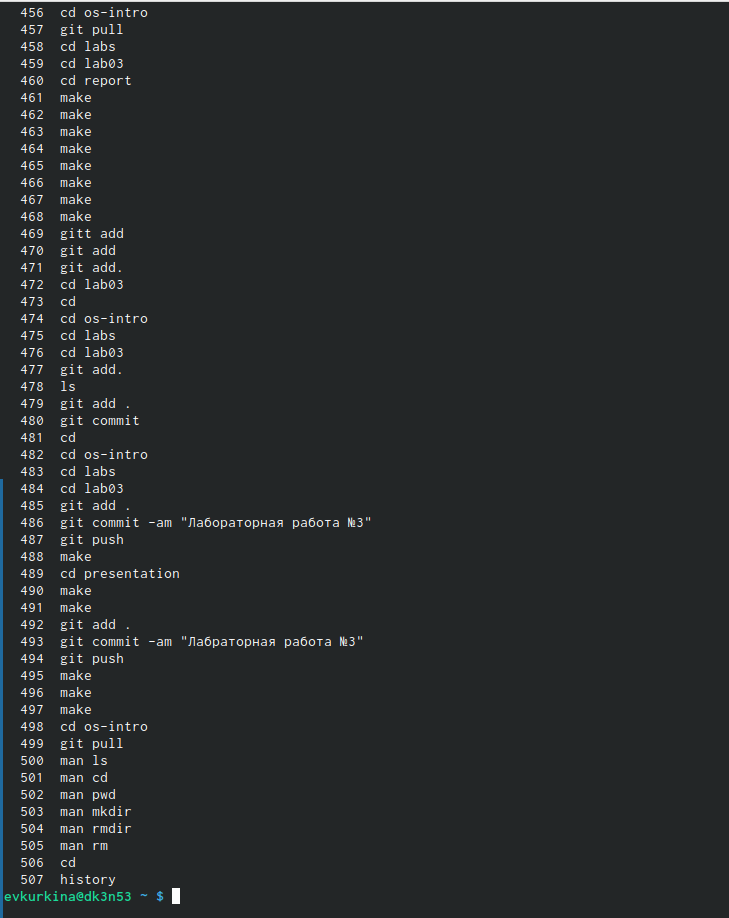 456 cd os-intro
457 git pull
458 cd labs
459 cd lab03
460 cd report
461 make
462 make
463 make
464 make
465 make
466 make
467 make
468 make
469 gitt add
470 git add
471 git add.
472 cd lab03
473 cd
474 cd os-intro
475 cd labs
476 cd lab03
477 git add.
478 ls
479 git add .
480 git commit
481 cd
482 cd os-intro
483 cd labs
484 cd lab03
485 git add .
486 git commit -am "Лабораторная работа №3"
487 git push
488 make
489 cd presentation
490 make
491 make
492 git add .
493 git commit -am "Лабраторная работа №3"
494 git push
495 make
496 make
497 make
498 cd os-intro
499 git pull
500 man ls
501 man cd
502 man pwd
503 man mkdir
504 man rmdir
505 man rm
506 cd
507 history
evkurkina@dk3n53 ~ $